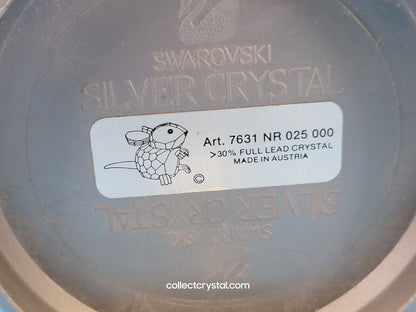 SWAROVSKI
SILVER CRYSTAL
Art. 7631 NR 025 000
>30% FULL LEAD CRYSTAL
MADE IN AUSTRIA
©
SILVER CRYSTAL
SWAROVSKI
collectcrystal.com